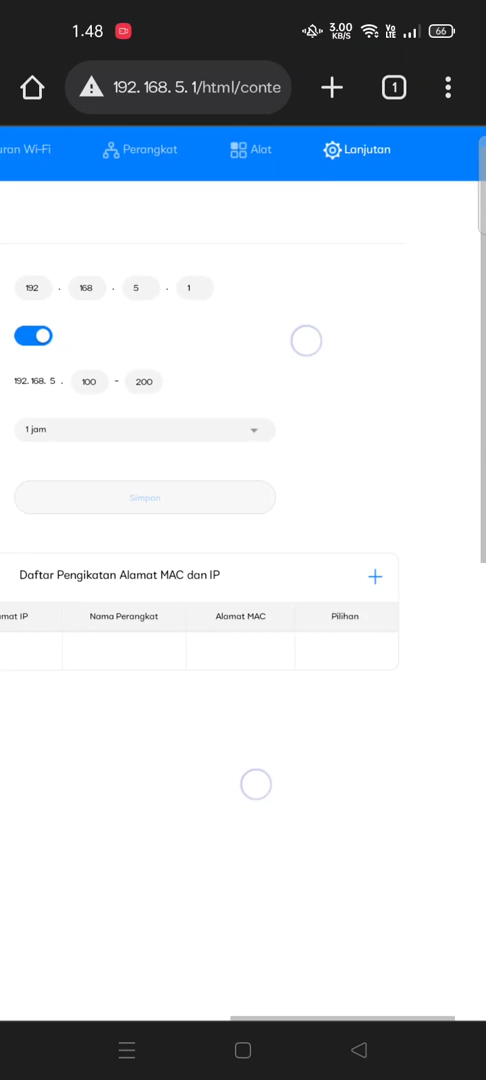 1.48 3.00 KB/S Vo LTE 66
192. 168. 5. 1/html/conte 1
uran Wi-Fi Perangkat Alat Lanjutan
192 . 168 . 5 . 1
192. 168. 5 . 100 - 200
1 jam
Simpan
Daftar Pengikatan Alamat MAC dan IP
amat IP Nama Perangkat Alamat MAC Pilihan